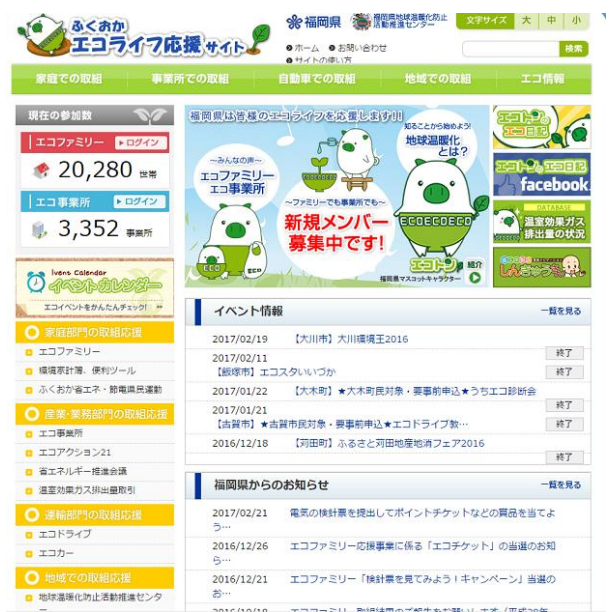 ふくおか
エコライフ応援サイト
福岡県
福岡県地球温暖化防止
活動推進センター
文字サイズ 大 中 小
ホーム お問い合わせ
サイトの使い方
検索
家庭での取組 事業所での取組 自動車での取組 地域での取組 エコ情報
現在の参加数
エコファミリー ログイン
20,280 世帯
エコ事業所 ログイン
3,352 事業所
Ivens Calendar
イベントカレンダー
エコイベントをかんたんチェック!
家庭部門の取組応援
エコファミリー
環境家計簿、便利ツール
ふくおか省エネ・節電県民運動
産業・業務部門の取組応援
エコ事業所
エコアクション21
省エネルギー推進会議
温室効果ガス排出量取引
運輸部門の取組応援
エコドライブ
エコカー
地域での取組応援
地球温暖化防止活動推進センタ
福岡県は皆様のエコライフを応援します!!
知ることから始めよう!
地球温暖化
とは?
~みんなの声~
エコファミリー
エコ事業所
~ファミリーでも事業所でも~
新規メンバー
募集中です!
ECOECOECO
ECO
ECO
エコトン 紹介
福岡県マスコットキャラクター
エコトンの
エコ日記
エコトンのエコ日記
facebook
DATABASE
温室効果ガス
排出量の状況
イベント情報 一覧を見る
2017/02/19 【大川市】大川環境王2016
2017/02/11 終了
【飯塚市】エコスタいいづか 終了
2017/01/22 【大木町】★大木町民対象・要事前申込★うちエコ診断会
2017/01/21 終了
【古賀市】★古賀市民対象・要事前申込★エコドライブ教… 終了
2016/12/18 【苅田町】ふるさと苅田地産地消フェア2016
終了
福岡県からのお知らせ 一覧を見る
2017/02/21 電気の検針票を提出してポイントチケットなどの賞品を当てよ
う…
2016/12/26 エコファミリー応援事業に係る「エコチケット」の当選のお知
ら…
2016/12/21 エコファミリー「検針票を見てみよう!キャンペーン」当選の
お…